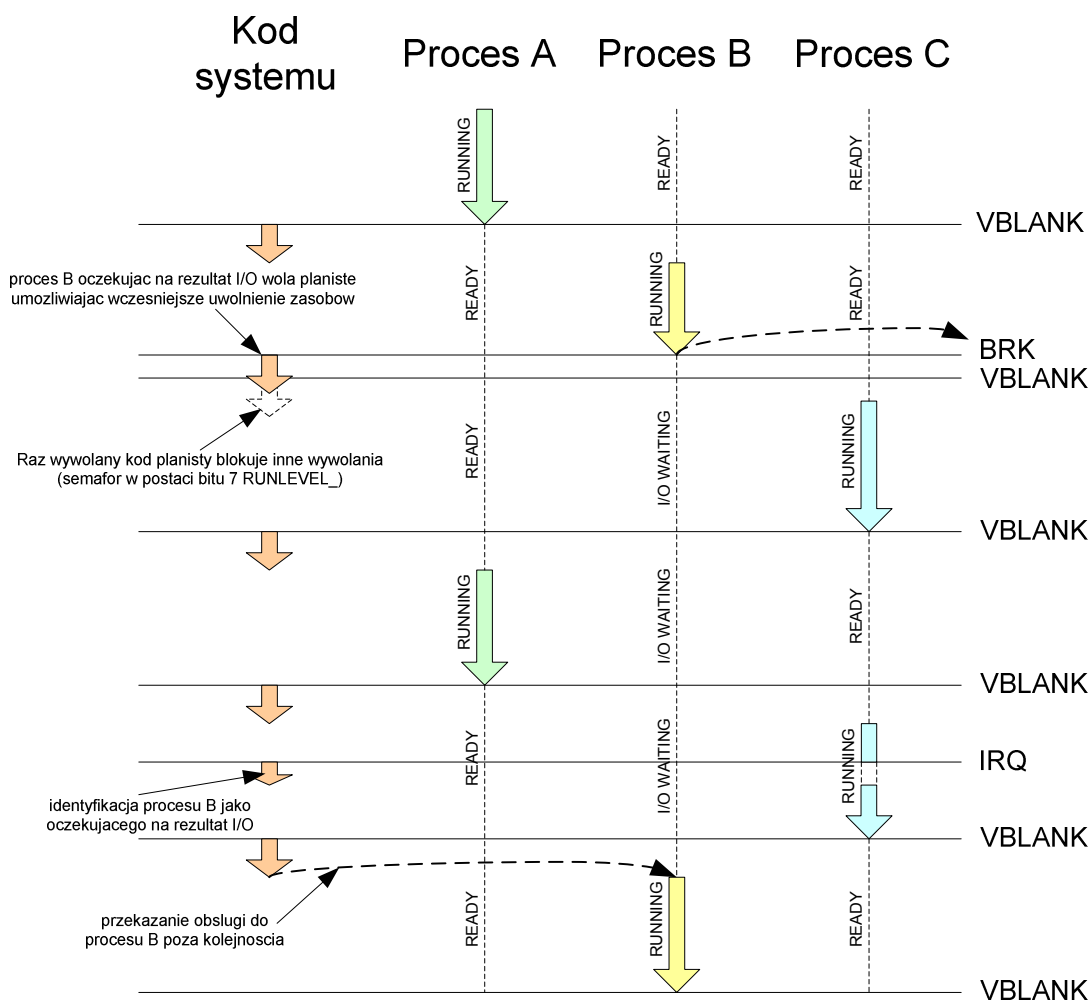 Kod
systemu
Proces A
Proces B
Proces C
RUNNING
READY
READY
VBLANK
proces B oczekujac na rezultat I/O wola planiste
umozliwiajac wczesniejsze uwolnienie zasobow
READY
RUNNING
READY
BRK
VBLANK
Raz wywolany kod planisty blokuje inne wywolania
(semafor w postaci bitu 7 RUNLEVEL_)
READY
I/O WAITING
RUNNING
VBLANK
RUNNING
I/O WAITING
READY
VBLANK
READY
I/O WAITING
RUNNING
IRQ
identyfikacja procesu B jako
oczekujacego na rezultat I/O
VBLANK
przekazanie obslugi do
procesu B poza kolejnoscia
READY
RUNNING
READY
VBLANK